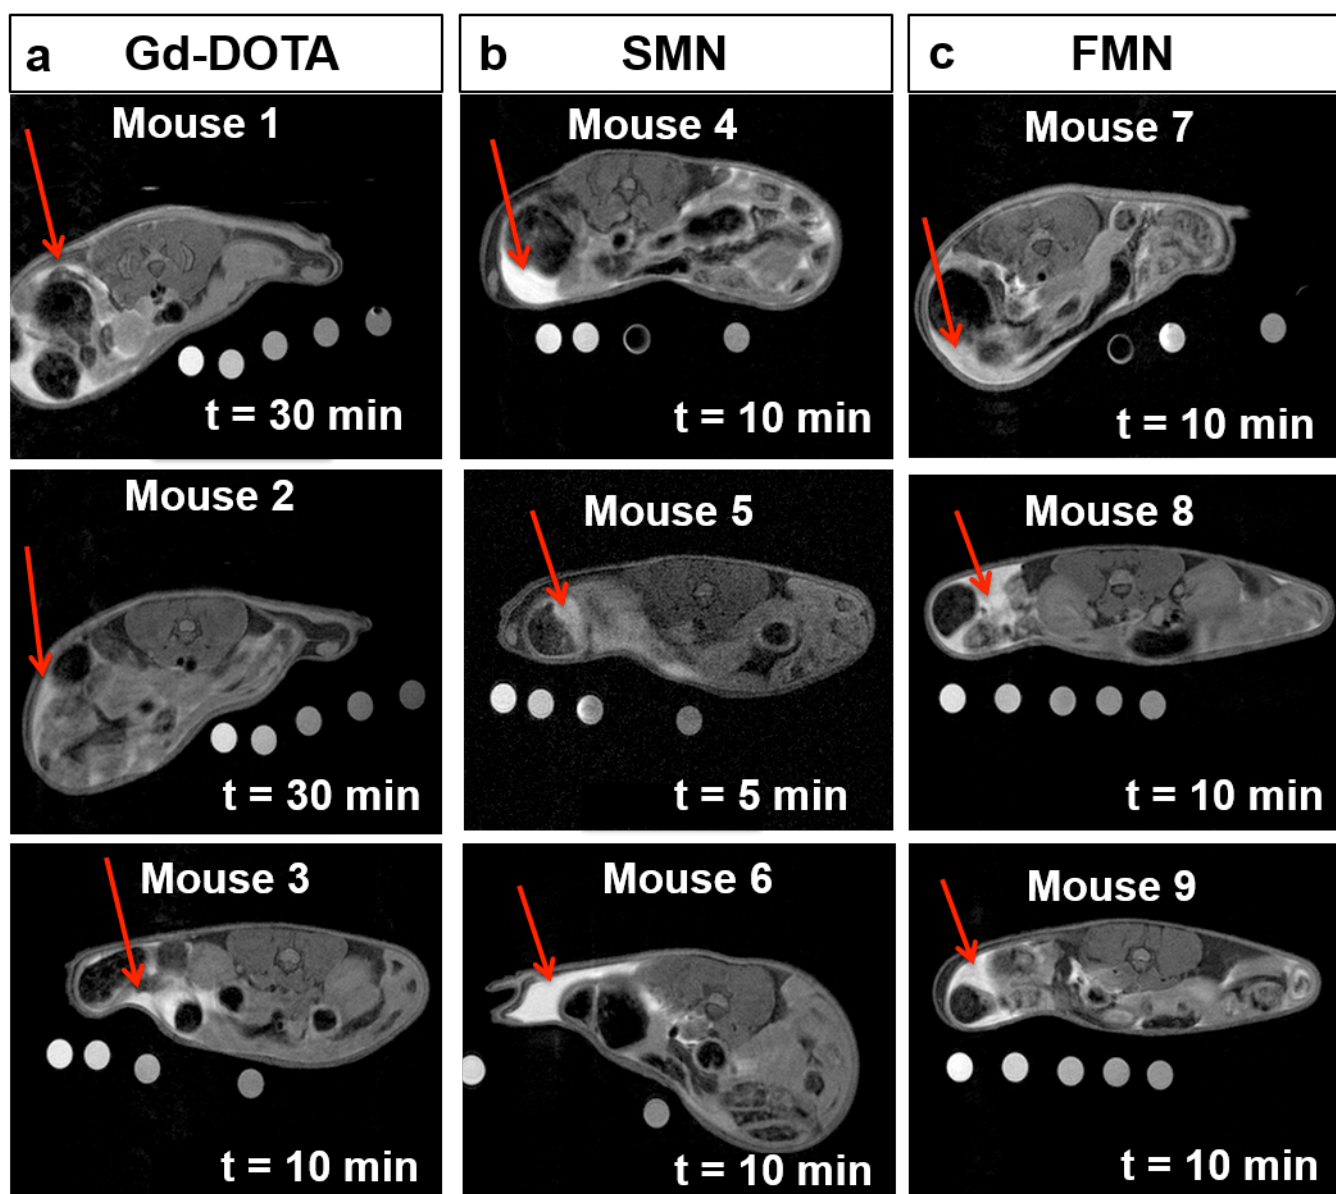 a Gd-DOTA
b SMN
c FMN
Mouse 1
t = 30 min
Mouse 4
t = 10 min
Mouse 7
t = 10 min
Mouse 2
t = 30 min
Mouse 5
t = 5 min
Mouse 8
t = 10 min
Mouse 3
t = 10 min
Mouse 6
t = 10 min
Mouse 9
t = 10 min